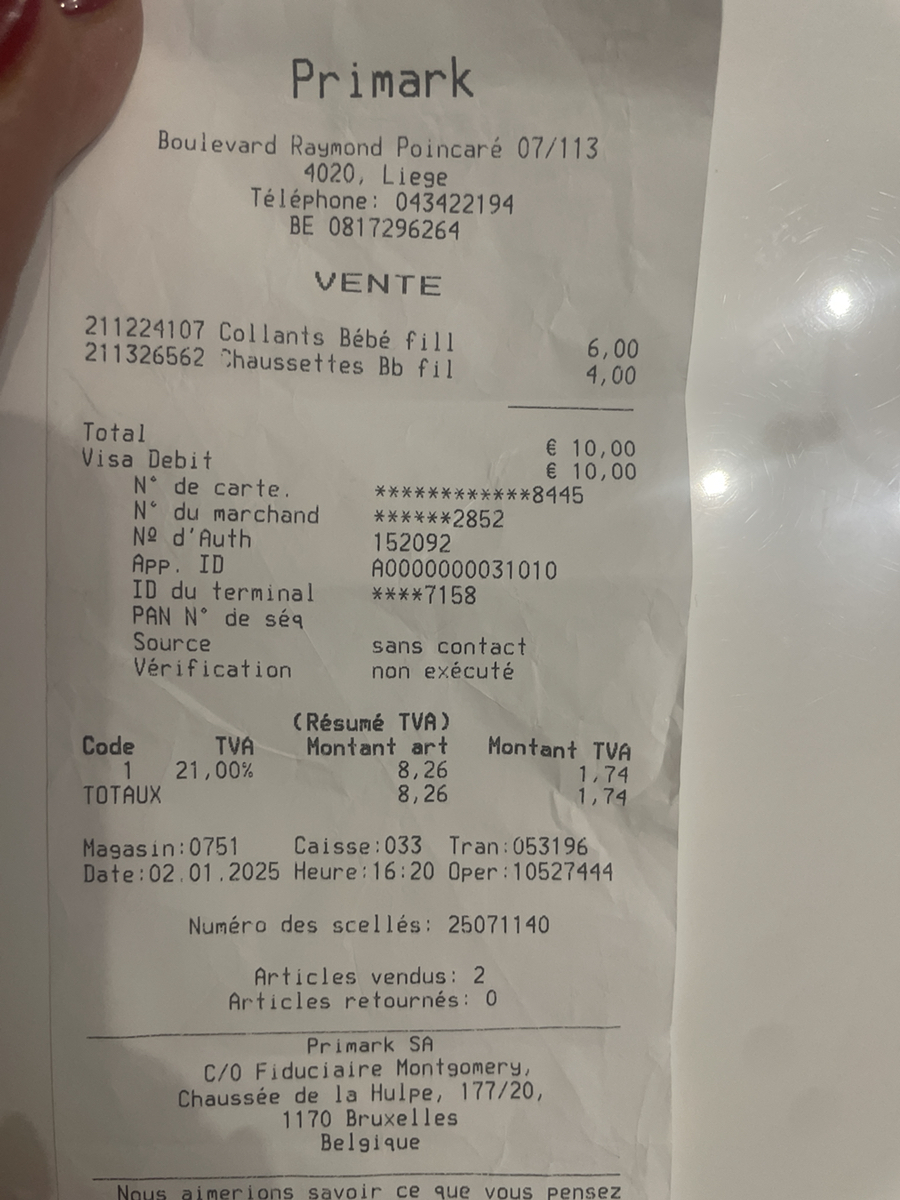 Primark
Boulevard Raymond Poincaré 07/113
4020, Liege
Téléphone: 043422194
BE 0817296264
VENTE
211224107 Collants Bébé fill 6,00
211326562 Chaussettes Bb fil 4,00
Total € 10,00
Visa Debit € 10,00
N° de carte. ************8445
N° du marchand ******2852
Nº d'Auth 152092
App. ID A0000000031010
ID du terminal ****7158
PAN N° de séq
Source sans contact
Vérification non exécuté
(Résumé TVA)
Code TVA Montant art Montant TVA
1 21,00% 8,26 1,74
TOTAUX 8,26 1,74
Magasin:0751 Caisse:033 Tran:053196
Date:02.01.2025 Heure:16:20 Oper:10527444
Numéro des scellés: 25071140
Articles vendus: 2
Articles retournés: 0
Primark SA
C/O Fiduciaire Montgomery,
Chaussée de la Hulpe, 177/20,
1170 Bruxelles
Belgique
Nous aimerions savoir ce que vous pensez